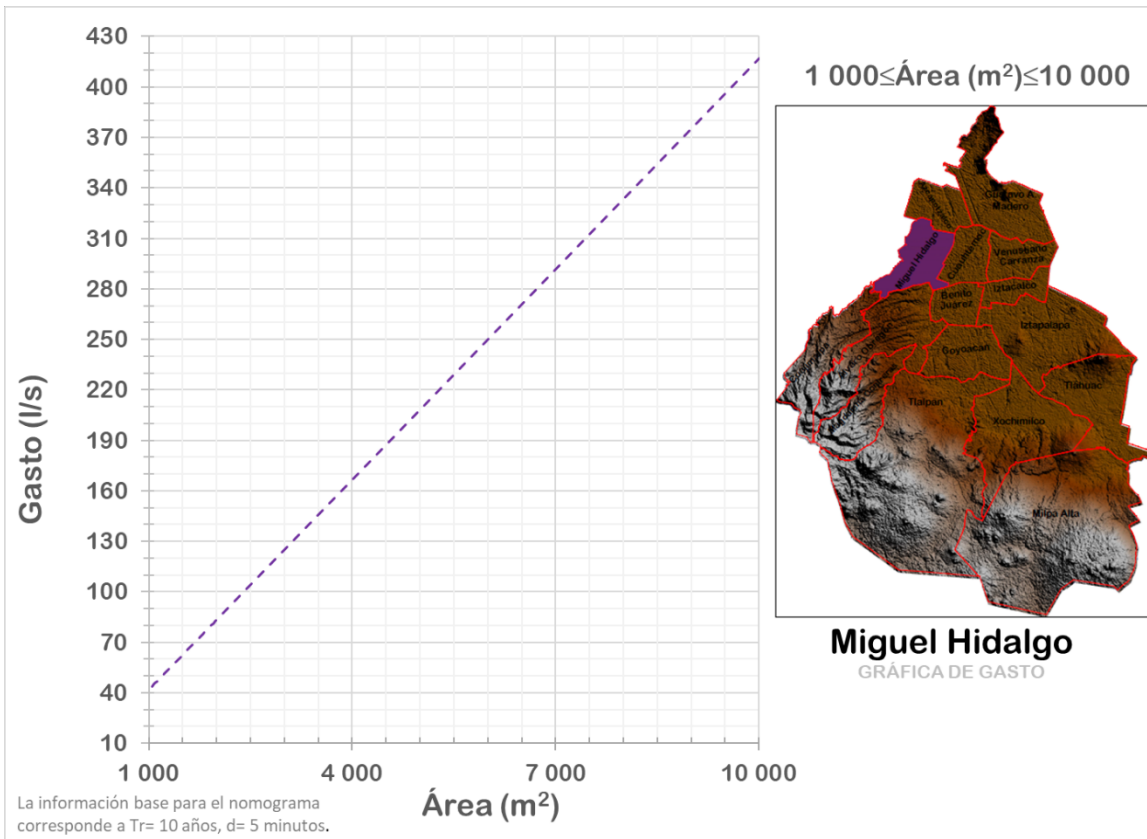 430
400
370
340
310
280
250
220
190
160
130
100
70
40
10
Gasto (l/s)
1 000
4 000
7 000
10 000
Área (m²)
La información base para el nomograma
corresponde a Tr= 10 años, d= 5 minutos.
1 000≤Área (m²)≤10 000
Gustavo A.
Madero
Miguel Hidalgo
Cuauhtémoc
Venustiano
Carranza
Iztacalco
Benito
Juárez
Iztapalapa
Coyoacan
Tlahuac
Tlalpan
Xochimilco
Milpa Alta
Miguel Hidalgo
GRÁFICA DE GASTO